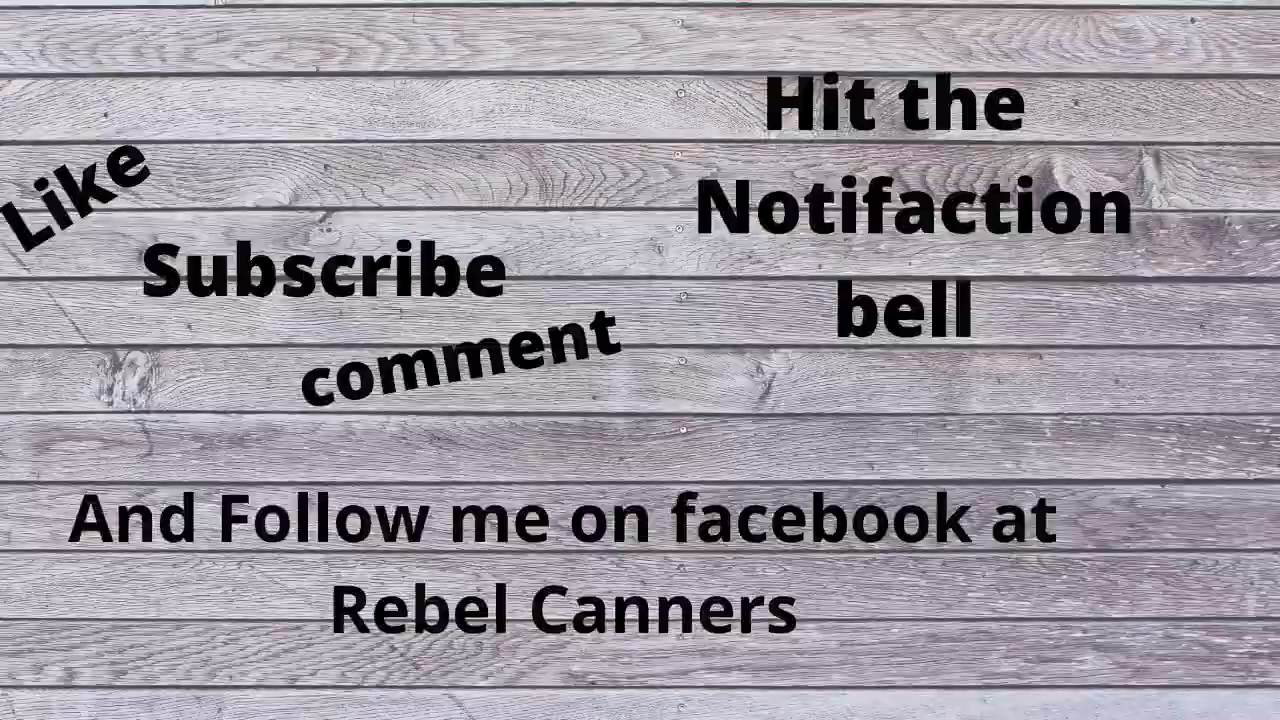 Like
Subscribe
comment
Hit the
Notifaction
bell
And Follow me on facebook at
Rebel Canners